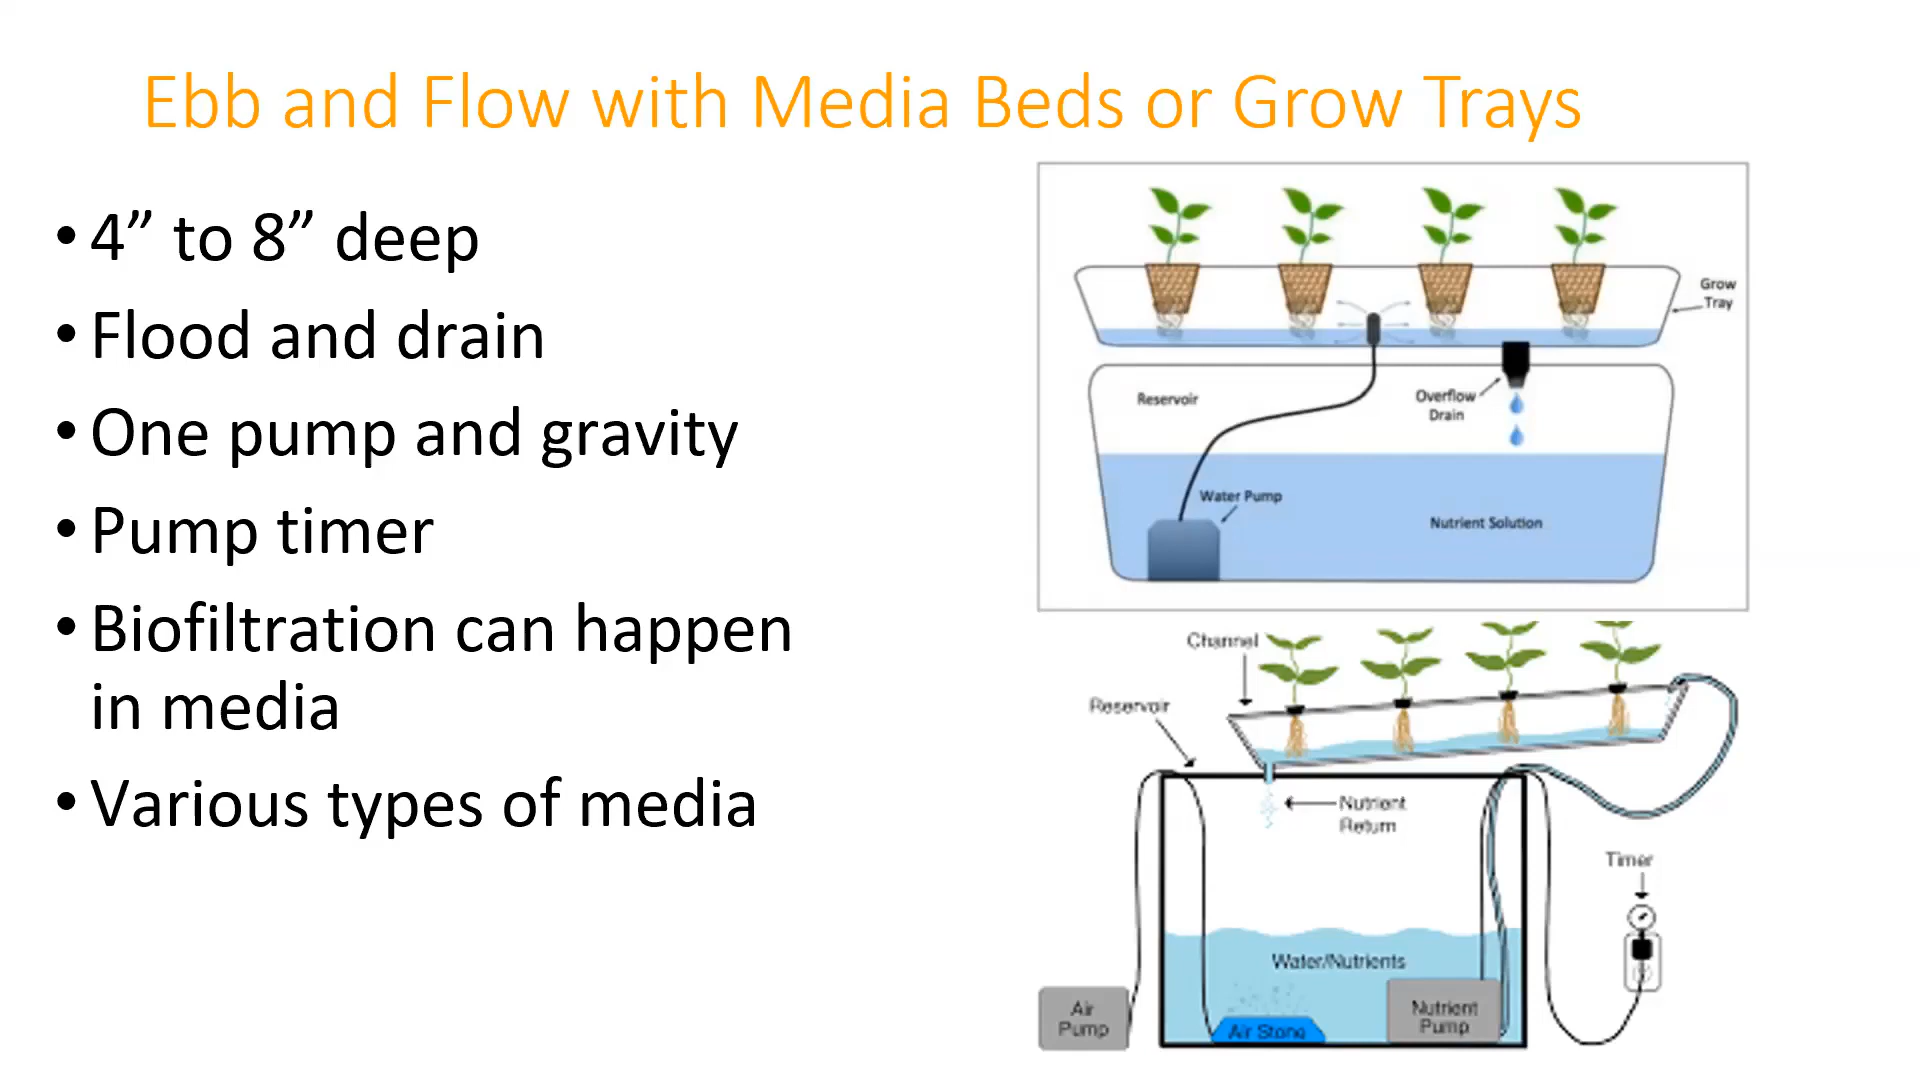 Ebb and Flow with Media Beds or Grow Trays
• 4” to 8” deep
• Flood and drain
• One pump and gravity
• Pump timer
• Biofiltration can happen
in media
• Various types of media
Grow
Tray
Reservoir
Overflow
Drain
Water Pump
Nutrient Solution
Channel
Reservoir
Nutrient
Return
Timer
Water/Nutrients
Air
Pump
Air Stone
Nutrient
Pump